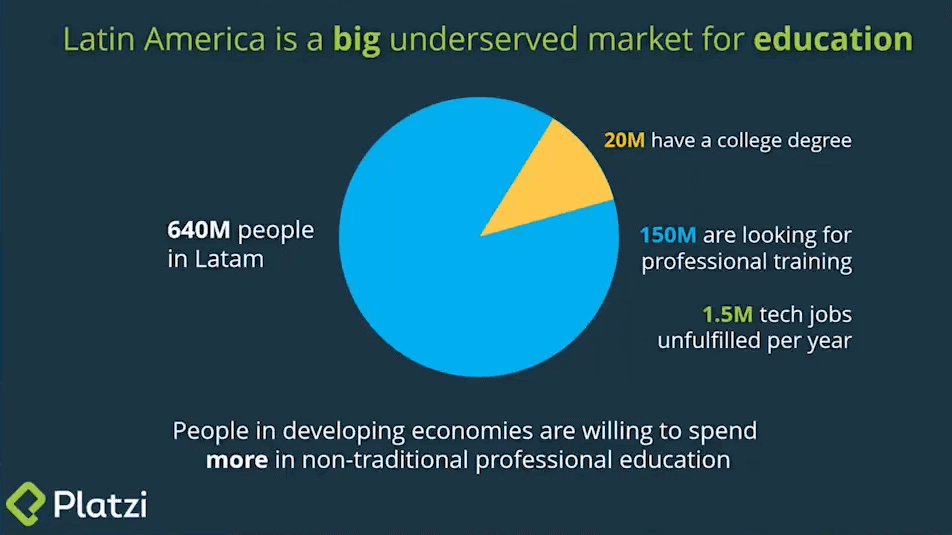 Latin America is a big underserved market for education
20M have a college degree
640M people
in Latam
150M are looking for
professional training
1.5M tech jobs
unfulfilled per year
People in developing economies are willing to spend
more in non-traditional professional education
Platzi